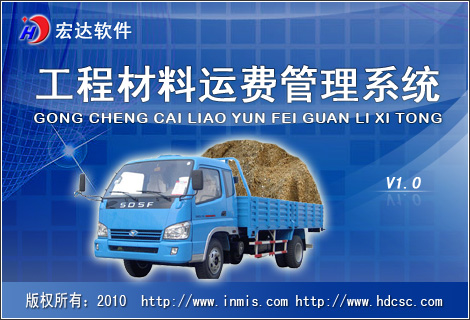 宏达软件
工程材料运费管理系统
GONG CHENG CAI LIAO YUN FEI GUAN LI XI TONG
SDSF
V1.0
版权所有：2010 http://www.inmis.com http://www.hdcsc.com